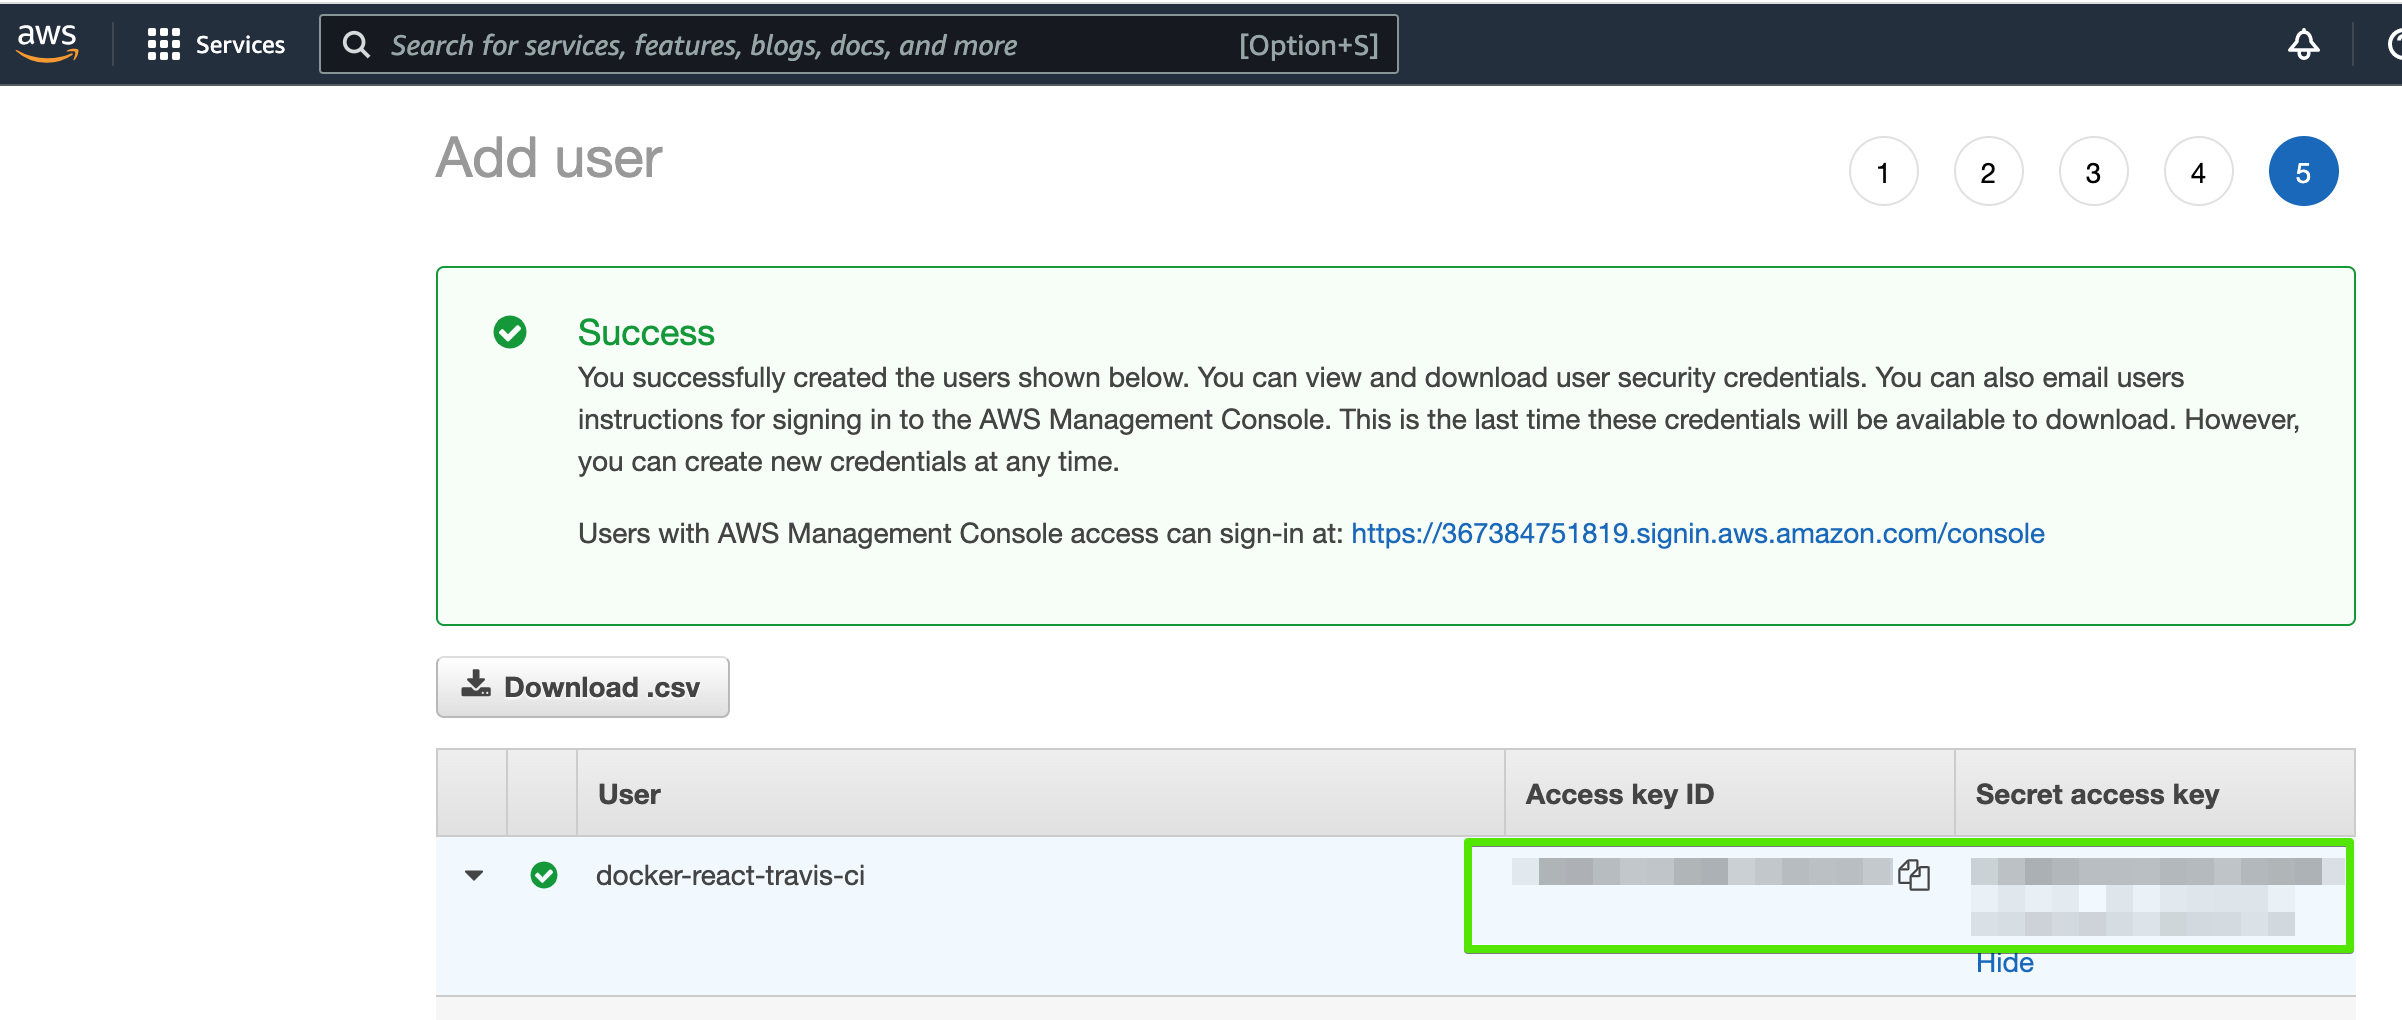 aws Services Search for services, features, blogs, docs, and more [Option+S]
Add user 1 2 3 4 5
Success
You successfully created the users shown below. You can view and download user security credentials. You can also email users
instructions for signing in to the AWS Management Console. This is the last time these credentials will be available to download. However,
you can create new credentials at any time.
Users with AWS Management Console access can sign-in at: https://367384751819.signin.aws.amazon.com/console
Download .csv
User Access key ID Secret access key
docker-react-travis-ci
Hide